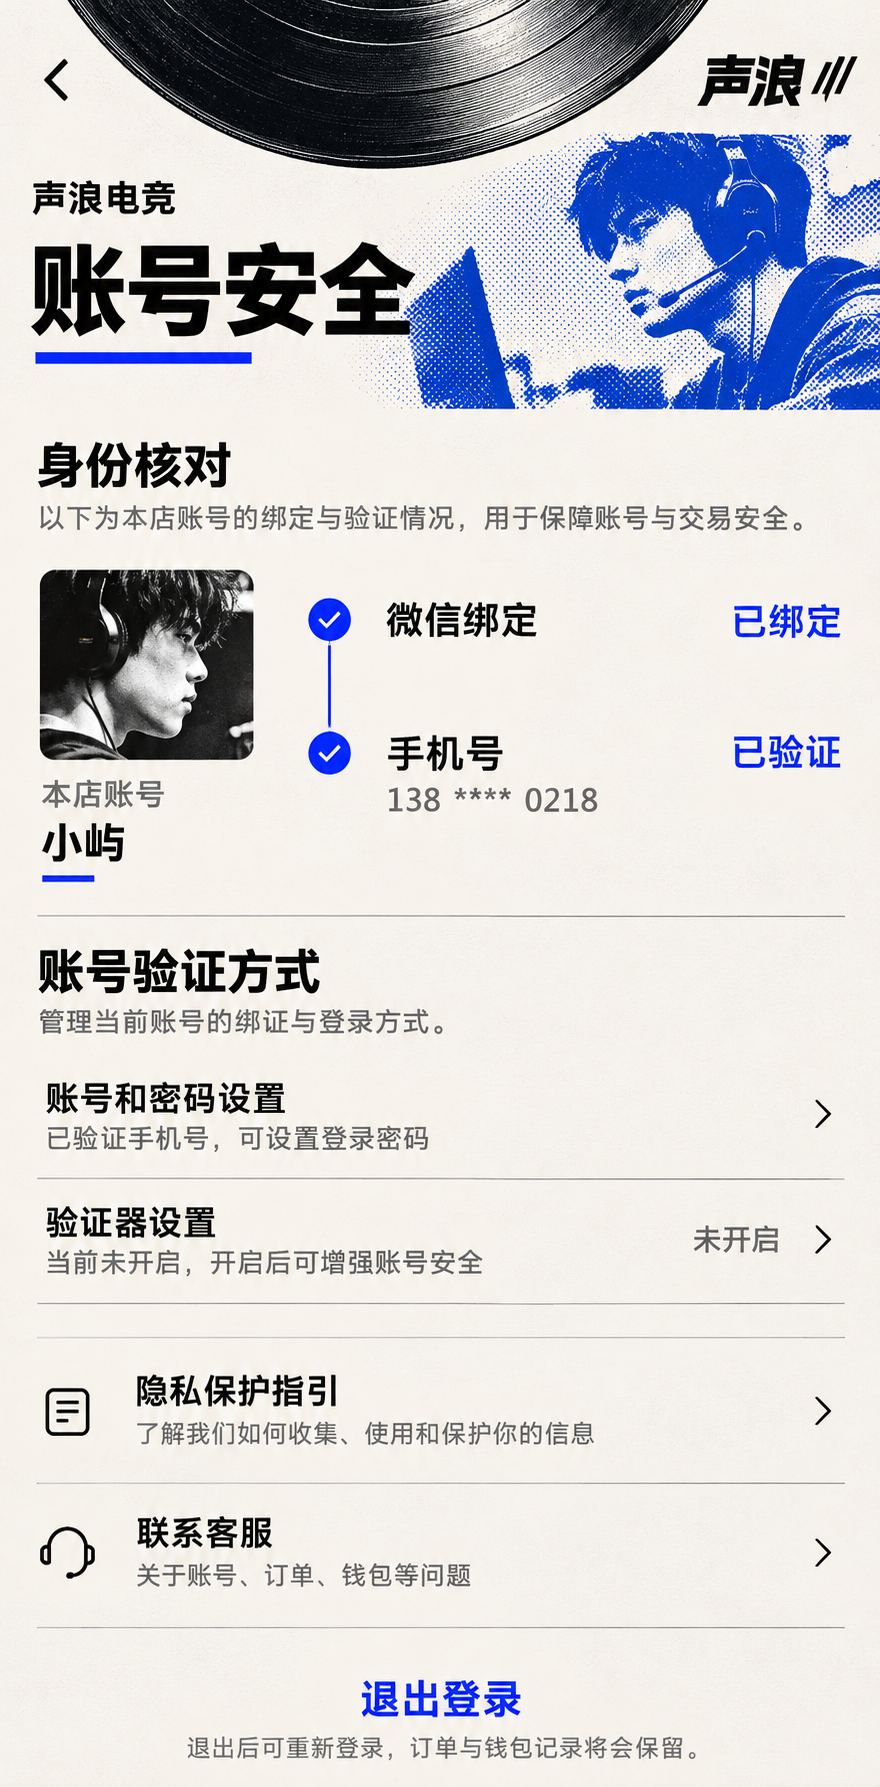 声浪
声浪电竞
账号安全
身份核对
以下为本店账号的绑定与验证情况，用于保障账号与交易安全。
微信绑定 已绑定
手机号 已验证
138 **** 0218
本店账号
小屿
账号验证方式
管理当前账号的绑证与登录方式。
账号和密码设置
已验证手机号，可设置登录密码
验证器设置
当前未开启，开启后可增强账号安全
未开启
隐私保护指引
了解我们如何收集、使用和保护你的信息
联系客服
关于账号、订单、钱包等问题
退出登录
退出后可重新登录，订单与钱包记录将会保留。